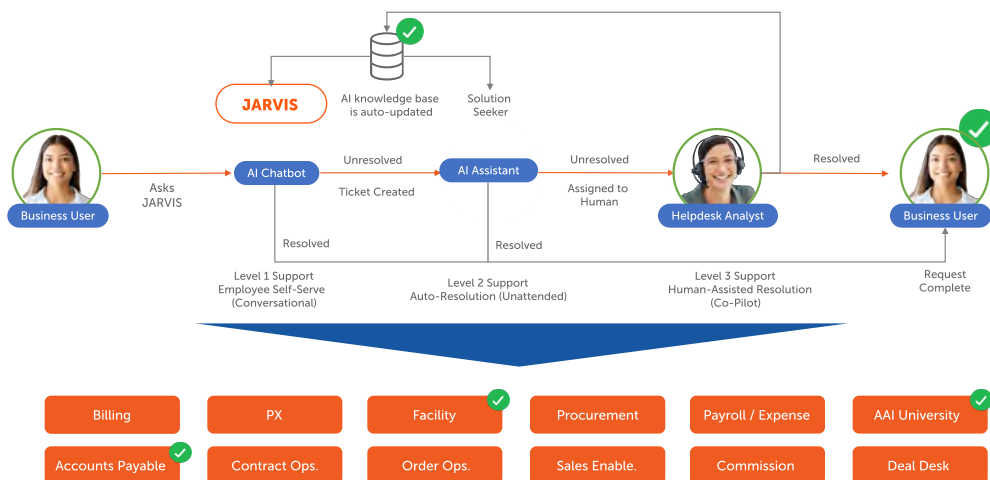 JARVIS
AI knowledge base
is auto-updated
Solution
Seeker
Business User
Asks
JARVIS
AI Chatbot
Unresolved
Ticket Created
AI Assistant
Unresolved
Assigned to
Human
Helpdesk Analyst
Resolved
Business User
Resolved
Resolved
Level 1 Support
Employee Self-Serve
(Conversational)
Level 2 Support
Auto-Resolution (Unattended)
Level 3 Support
Human-Assisted Resolution
(Co-Pilot)
Request
Complete
Billing
PX
Facility
Procurement
Payroll / Expense
AAI University
Accounts Payable
Contract Ops.
Order Ops.
Sales Enable.
Commission
Deal Desk